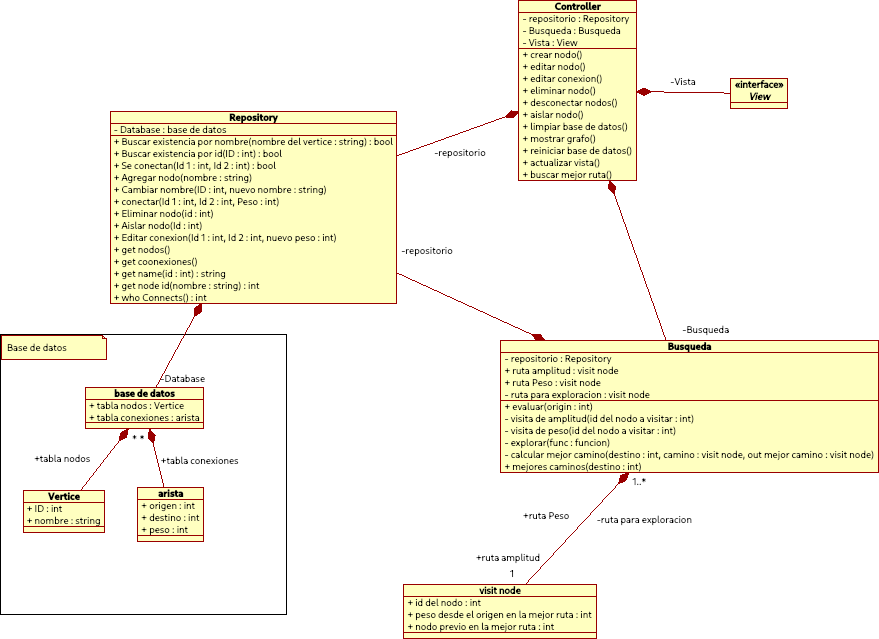 Controller
- repositorio : Repository
- Busqueda : Busqueda
- Vista : View
+ crear nodo()
+ editar nodo()
+ editar conexion()
+ eliminar nodo()
+ desconectar nodos()
+ aislar nodo()
+ limpiar base de datos()
+ mostrar grafo()
+ reiniciar base de datos()
+ actualizar vista()
+ buscar mejor ruta()
-Vista
«interface»
View
Repository
- Database : base de datos
+ Buscar existencia por nombre(nombre del vertice : string) : bool
+ Buscar existencia por id(ID : int) : bool
+ Se conectan(Id 1 : int, Id 2 : int) : bool
+ Agregar nodo(nombre : string)
+ Cambiar nombre(ID : int, nuevo nombre : string)
+ conectar(Id 1 : int, Id 2 : int, Peso : int)
+ Eliminar nodo(id : int)
+ Aislar nodo(Id : int)
+ Editar conexion(Id 1 : int, Id 2 : int, nuevo peso : int)
+ get nodos()
+ get coonexiones()
+ get name(id : int) : string
+ get node id(nombre : string) : int
+ who Connects() : int
-repositorio
-repositorio
-Busqueda
Base de datos
-Database
base de datos
+ tabla nodos : Vertice
+ tabla conexiones : arista
* *
+tabla nodos
+tabla conexiones
Vertice
+ ID : int
+ nombre : string
arista
+ origen : int
+ destino : int
+ peso : int
Busqueda
- repositorio : Repository
+ ruta amplitud : visit node
+ ruta Peso : visit node
- ruta para exploracion : visit node
+ evaluar(origin : int)
- visita de amplitud(id del nodo a visitar : int)
- visita de peso(id del nodo a visitar : int)
- explorar(func : funcion)
- calcular mejor camino(destino : int, camino : visit node, out mejor camino : visit node)
+ mejores caminos(destino : int)
1..*
+ruta Peso
-ruta para exploracion
+ruta amplitud
1
visit node
+ id del nodo : int
+ peso desde el origen en la mejor ruta : int
+ nodo previo en la mejor ruta : int